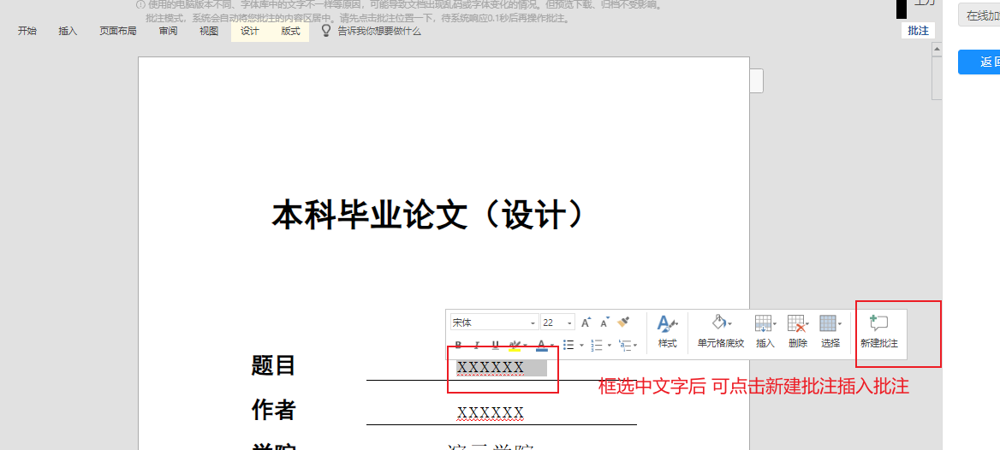 ⓘ 使用的电脑版本不同、字体库中的文字不一样等原因，可能导致文档出现乱码或字体变化的情况。但预览下载、归档不受影响。
批注模式，系统会自动将您批注的内容区居中。请先点击批注位置一下，待系统响应0.1秒后再操作批注。
开始 插入 页面布局 审阅 视图 设计 版式 告诉我你想要做什么
批注
返回
本科毕业论文（设计）
宋体 22 A A
B I U A
样式 单元格底纹 插入 删除 选择 新建批注
题目 XXXXXX
框选中文字后 可点击新建批注插入批注
作者 XXXXXX
学院